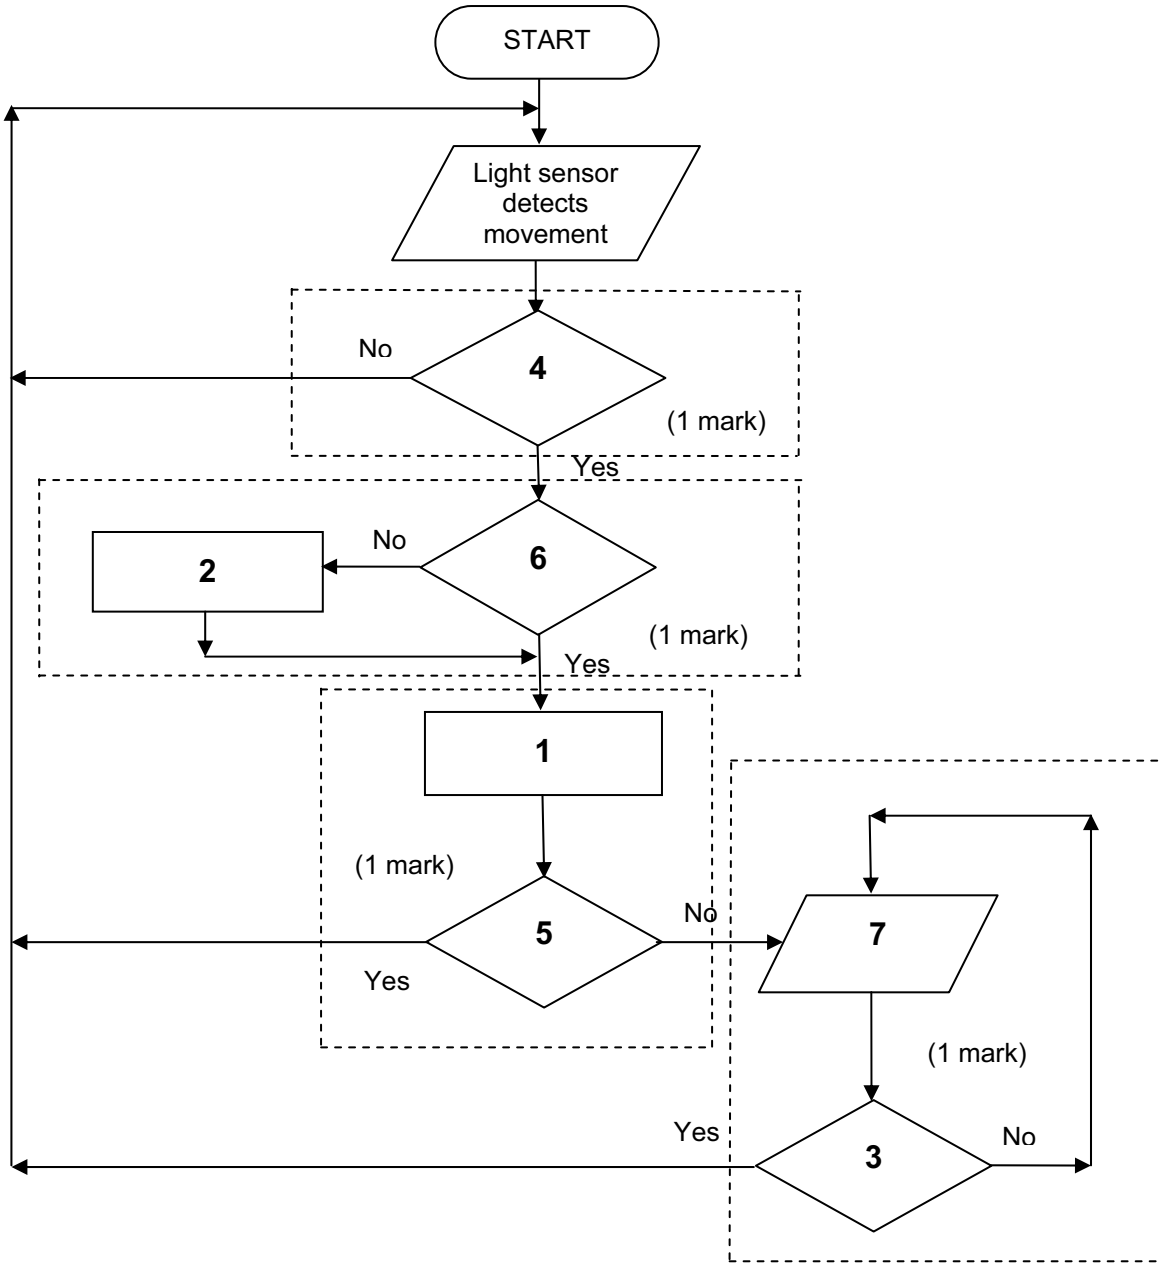 START
Light sensor
detects
movement
No
4
(1 mark)
Yes
No
6
2
(1 mark)
Yes
1
(1 mark)
No
5
7
Yes
(1 mark)
Yes
No
3